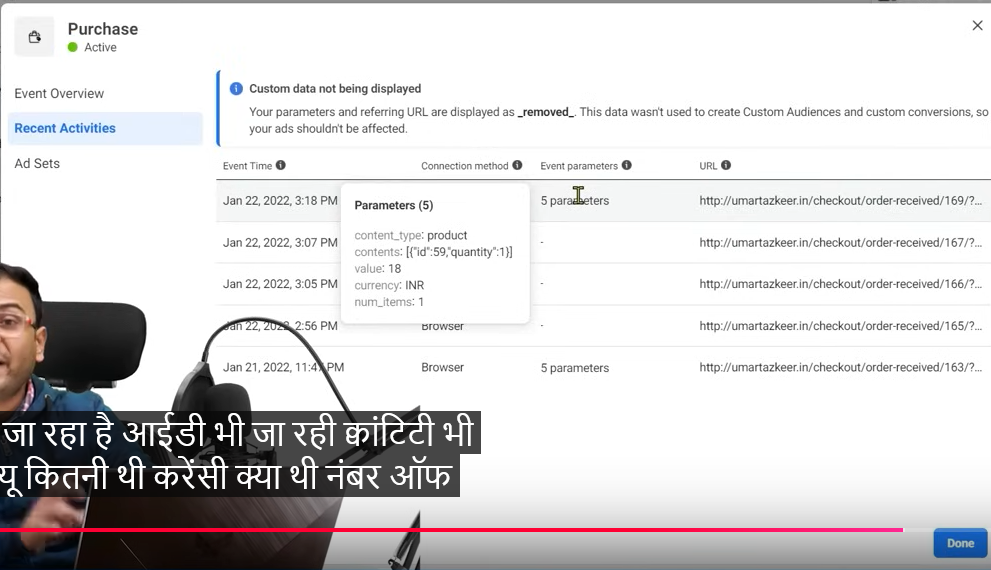 Purchase
Active
Event Overview
Recent Activities
Ad Sets
Custom data not being displayed
Your parameters and referring URL are displayed as _removed_. This data wasn't used to create Custom Audiences and custom conversions, so
your ads shouldn't be affected.
Event Time Connection method Event parameters URL
Jan 22, 2022, 3:18 PM 5 parameters http://umartazkeer.in/checkout/order-received/169/?...
Parameters (5)
content_type: product
contents: [{"id":59,"quantity":1}]
value: 18
currency: INR
num_items: 1
Jan 22, 2022, 3:07 PM - http://umartazkeer.in/checkout/order-received/167/?...
Jan 22, 2022, 3:05 PM - http://umartazkeer.in/checkout/order-received/166/?...
Jan 22, 2022, 2:56 PM Browser - http://umartazkeer.in/checkout/order-received/165/?...
Jan 21, 2022, 11:47 PM Browser 5 parameters http://umartazkeer.in/checkout/order-received/163/?...
जा रहा है आईडी भी जा रही क्वांटिटी भी
कितनी थी करेंसी क्या थी नंबर ऑफ
Done